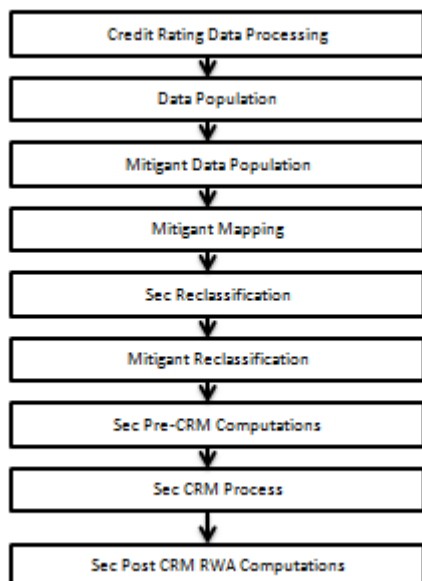 Credit Rating Data Processing
Data Population
Mitigant Data Population
Mitigant Mapping
Sec Reclassification
Mitigant Reclassification
Sec Pre-CRM Computations
Sec CRM Process
Sec Post CRM RWA Computations